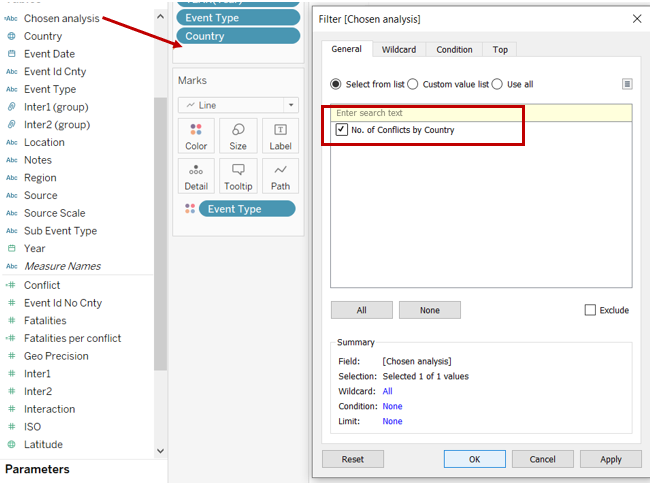 Chosen analysis
Country
Event Date
Event Id Cnty
Event Type
Inter1 (group)
Inter2 (group)
Location
Notes
Region
Source
Source Scale
Sub Event Type
Year
Measure Names
Conflict
Event Id No Cnty
Fatalities
Fatalities per conflict
Geo Precision
Inter1
Inter2
Interaction
ISO
Latitude
Parameters
Event Type
Country
Marks
Line
Color
Size
Label
Detail
Tooltip
Path
Event Type
Filter [Chosen analysis]
General
Wildcard
Condition
Top
Select from list
Custom value list
Use all
Enter search text
No. of Conflicts by Country
All
None
Exclude
Summary
Field: [Chosen analysis]
Selection: Selected 1 of 1 values
Wildcard: All
Condition: None
Limit: None
Reset
OK
Cancel
Apply